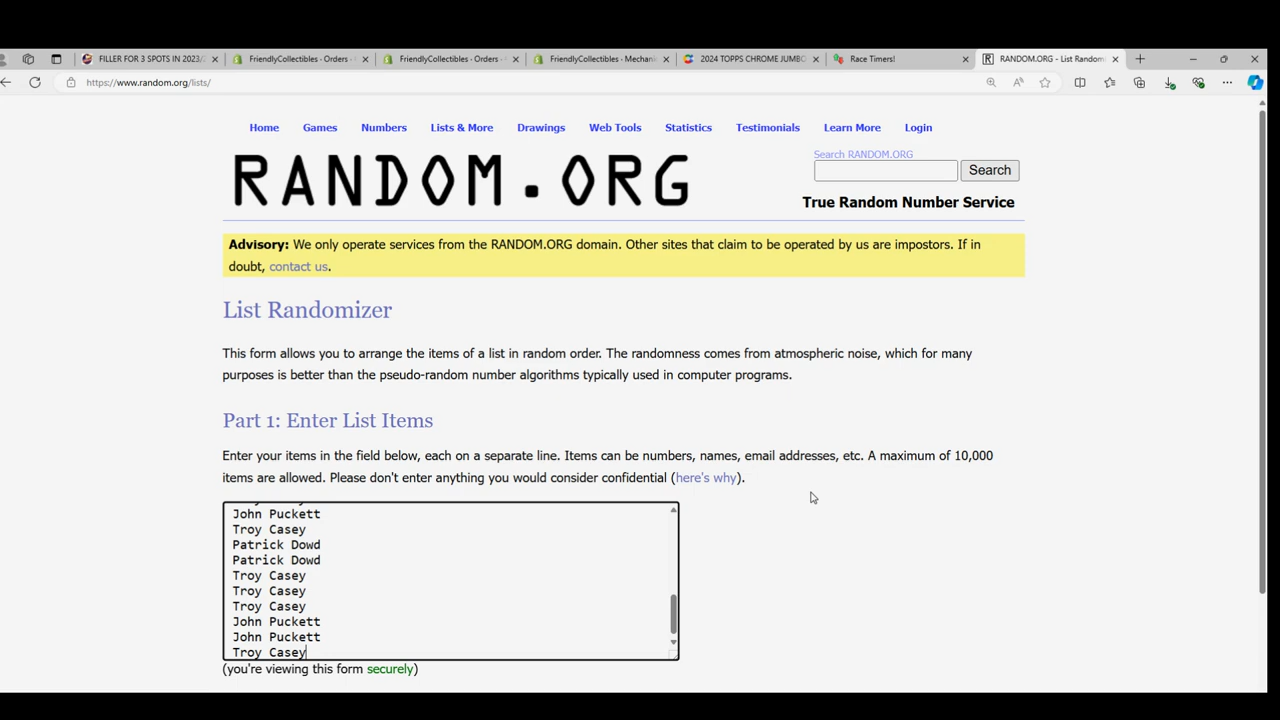 FILLER FOR 3 SPOTS IN 2023/
FriendlyCollectibles - Orders -
FriendlyCollectibles - Orders -
FriendlyCollectibles - Mechani
2024 TOPPS CHROME JUMBO
Race Timers!
RANDOM.ORG - List Random
https://www.random.org/lists/
Home Games Numbers Lists & More Drawings Web Tools Statistics Testimonials Learn More Login
RANDOM.ORG
Search RANDOM.ORG
Search
True Random Number Service
Advisory: We only operate services from the RANDOM.ORG domain. Other sites that claim to be operated by us are impostors. If in
doubt, contact us.
List Randomizer
This form allows you to arrange the items of a list in random order. The randomness comes from atmospheric noise, which for many
purposes is better than the pseudo-random number algorithms typically used in computer programs.
Part 1: Enter List Items
Enter your items in the field below, each on a separate line. Items can be numbers, names, email addresses, etc. A maximum of 10,000
items are allowed. Please don't enter anything you would consider confidential (here's why).
John Puckett
Troy Casey
Patrick Dowd
Patrick Dowd
Troy Casey
Troy Casey
Troy Casey
John Puckett
John Puckett
Troy Casey
(you're viewing this form securely)